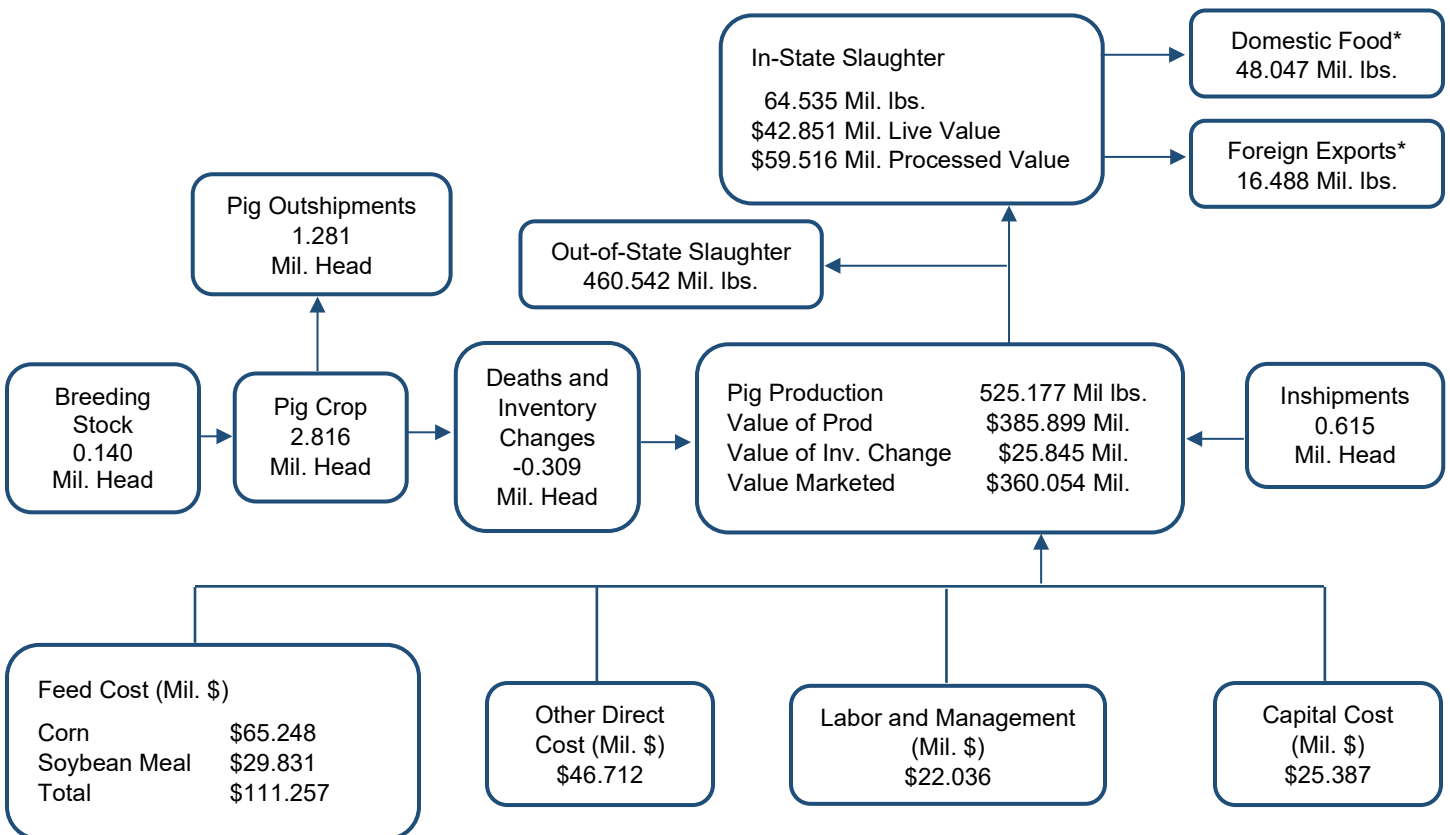 In-State Slaughter
64.535 Mil. lbs.
$42.851 Mil. Live Value
$59.516 Mil. Processed Value
Domestic Food*
48.047 Mil. lbs.
Foreign Exports*
16.488 Mil. lbs.
Pig Outshipments
1.281
Mil. Head
Out-of-State Slaughter
460.542 Mil. lbs.
Breeding
Stock
0.140
Mil. Head
Pig Crop
2.816
Mil. Head
Deaths and
Inventory
Changes
-0.309
Mil. Head
Pig Production 525.177 Mil lbs.
Value of Prod $385.899 Mil.
Value of Inv. Change $25.845 Mil.
Value Marketed $360.054 Mil.
Inshipments
0.615
Mil. Head
Feed Cost (Mil. $)
Corn $65.248
Soybean Meal $29.831
Total $111.257
Other Direct
Cost (Mil. $)
$46.712
Labor and Management
(Mil. $)
$22.036
Capital Cost
(Mil. $)
$25.387